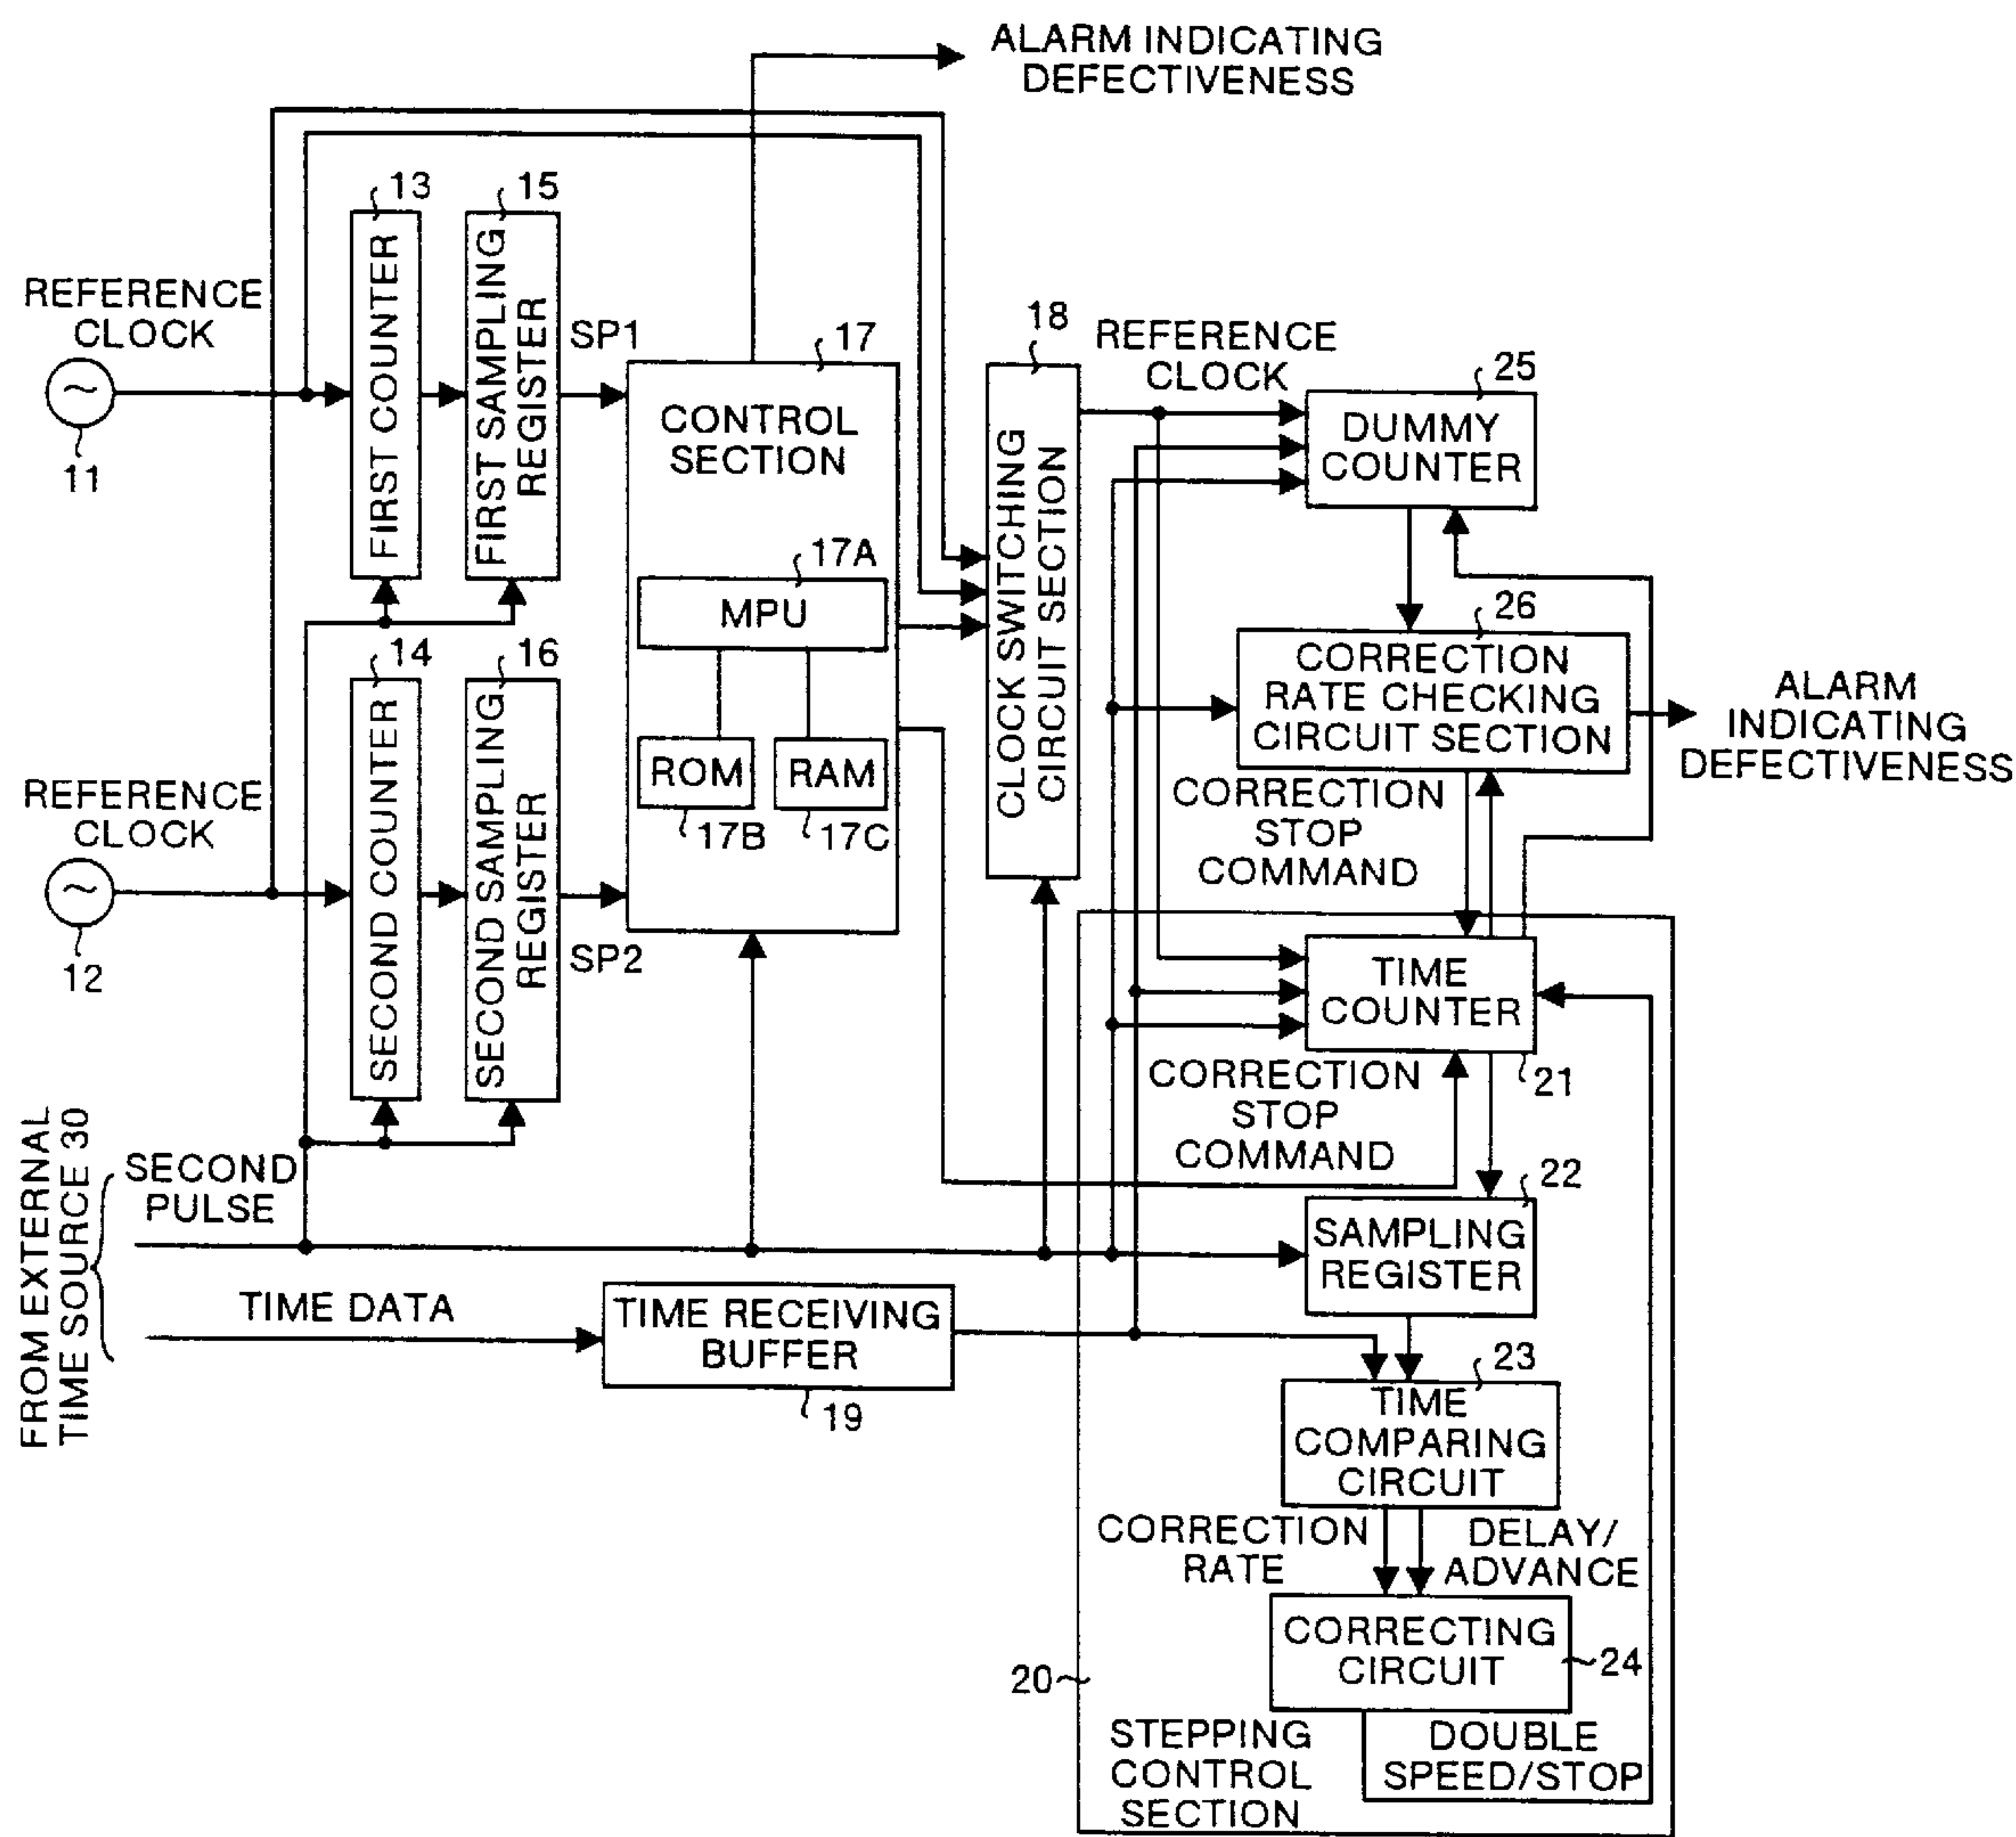 ALARM INDICATING
DEFECTIVENESS
13
15
REFERENCE
CLOCK
11
FIRST COUNTER
FIRST SAMPLING
REGISTER
SP1
17
CONTROL
SECTION
17A
MPU
ROM
RAM
17B
17C
18
CLOCK SWITCHING
CIRCUIT SECTION
REFERENCE
CLOCK
25
DUMMY
COUNTER
26
CORRECTION
RATE CHECKING
CIRCUIT SECTION
ALARM
INDICATING
DEFECTIVENESS
CORRECTION
STOP
COMMAND
14
16
REFERENCE
CLOCK
12
SECOND COUNTER
SECOND SAMPLING
REGISTER
SP2
TIME
COUNTER
21
CORRECTION
STOP
COMMAND
FROM EXTERNAL
TIME SOURCE 30
SECOND
PULSE
TIME DATA
TIME RECEIVING
BUFFER
19
22
SAMPLING
REGISTER
23
TIME
COMPARING
CIRCUIT
CORRECTION
RATE
DELAY/
ADVANCE
CORRECTING
CIRCUIT
24
20
STEPPING
CONTROL
SECTION
DOUBLE
SPEED/STOP